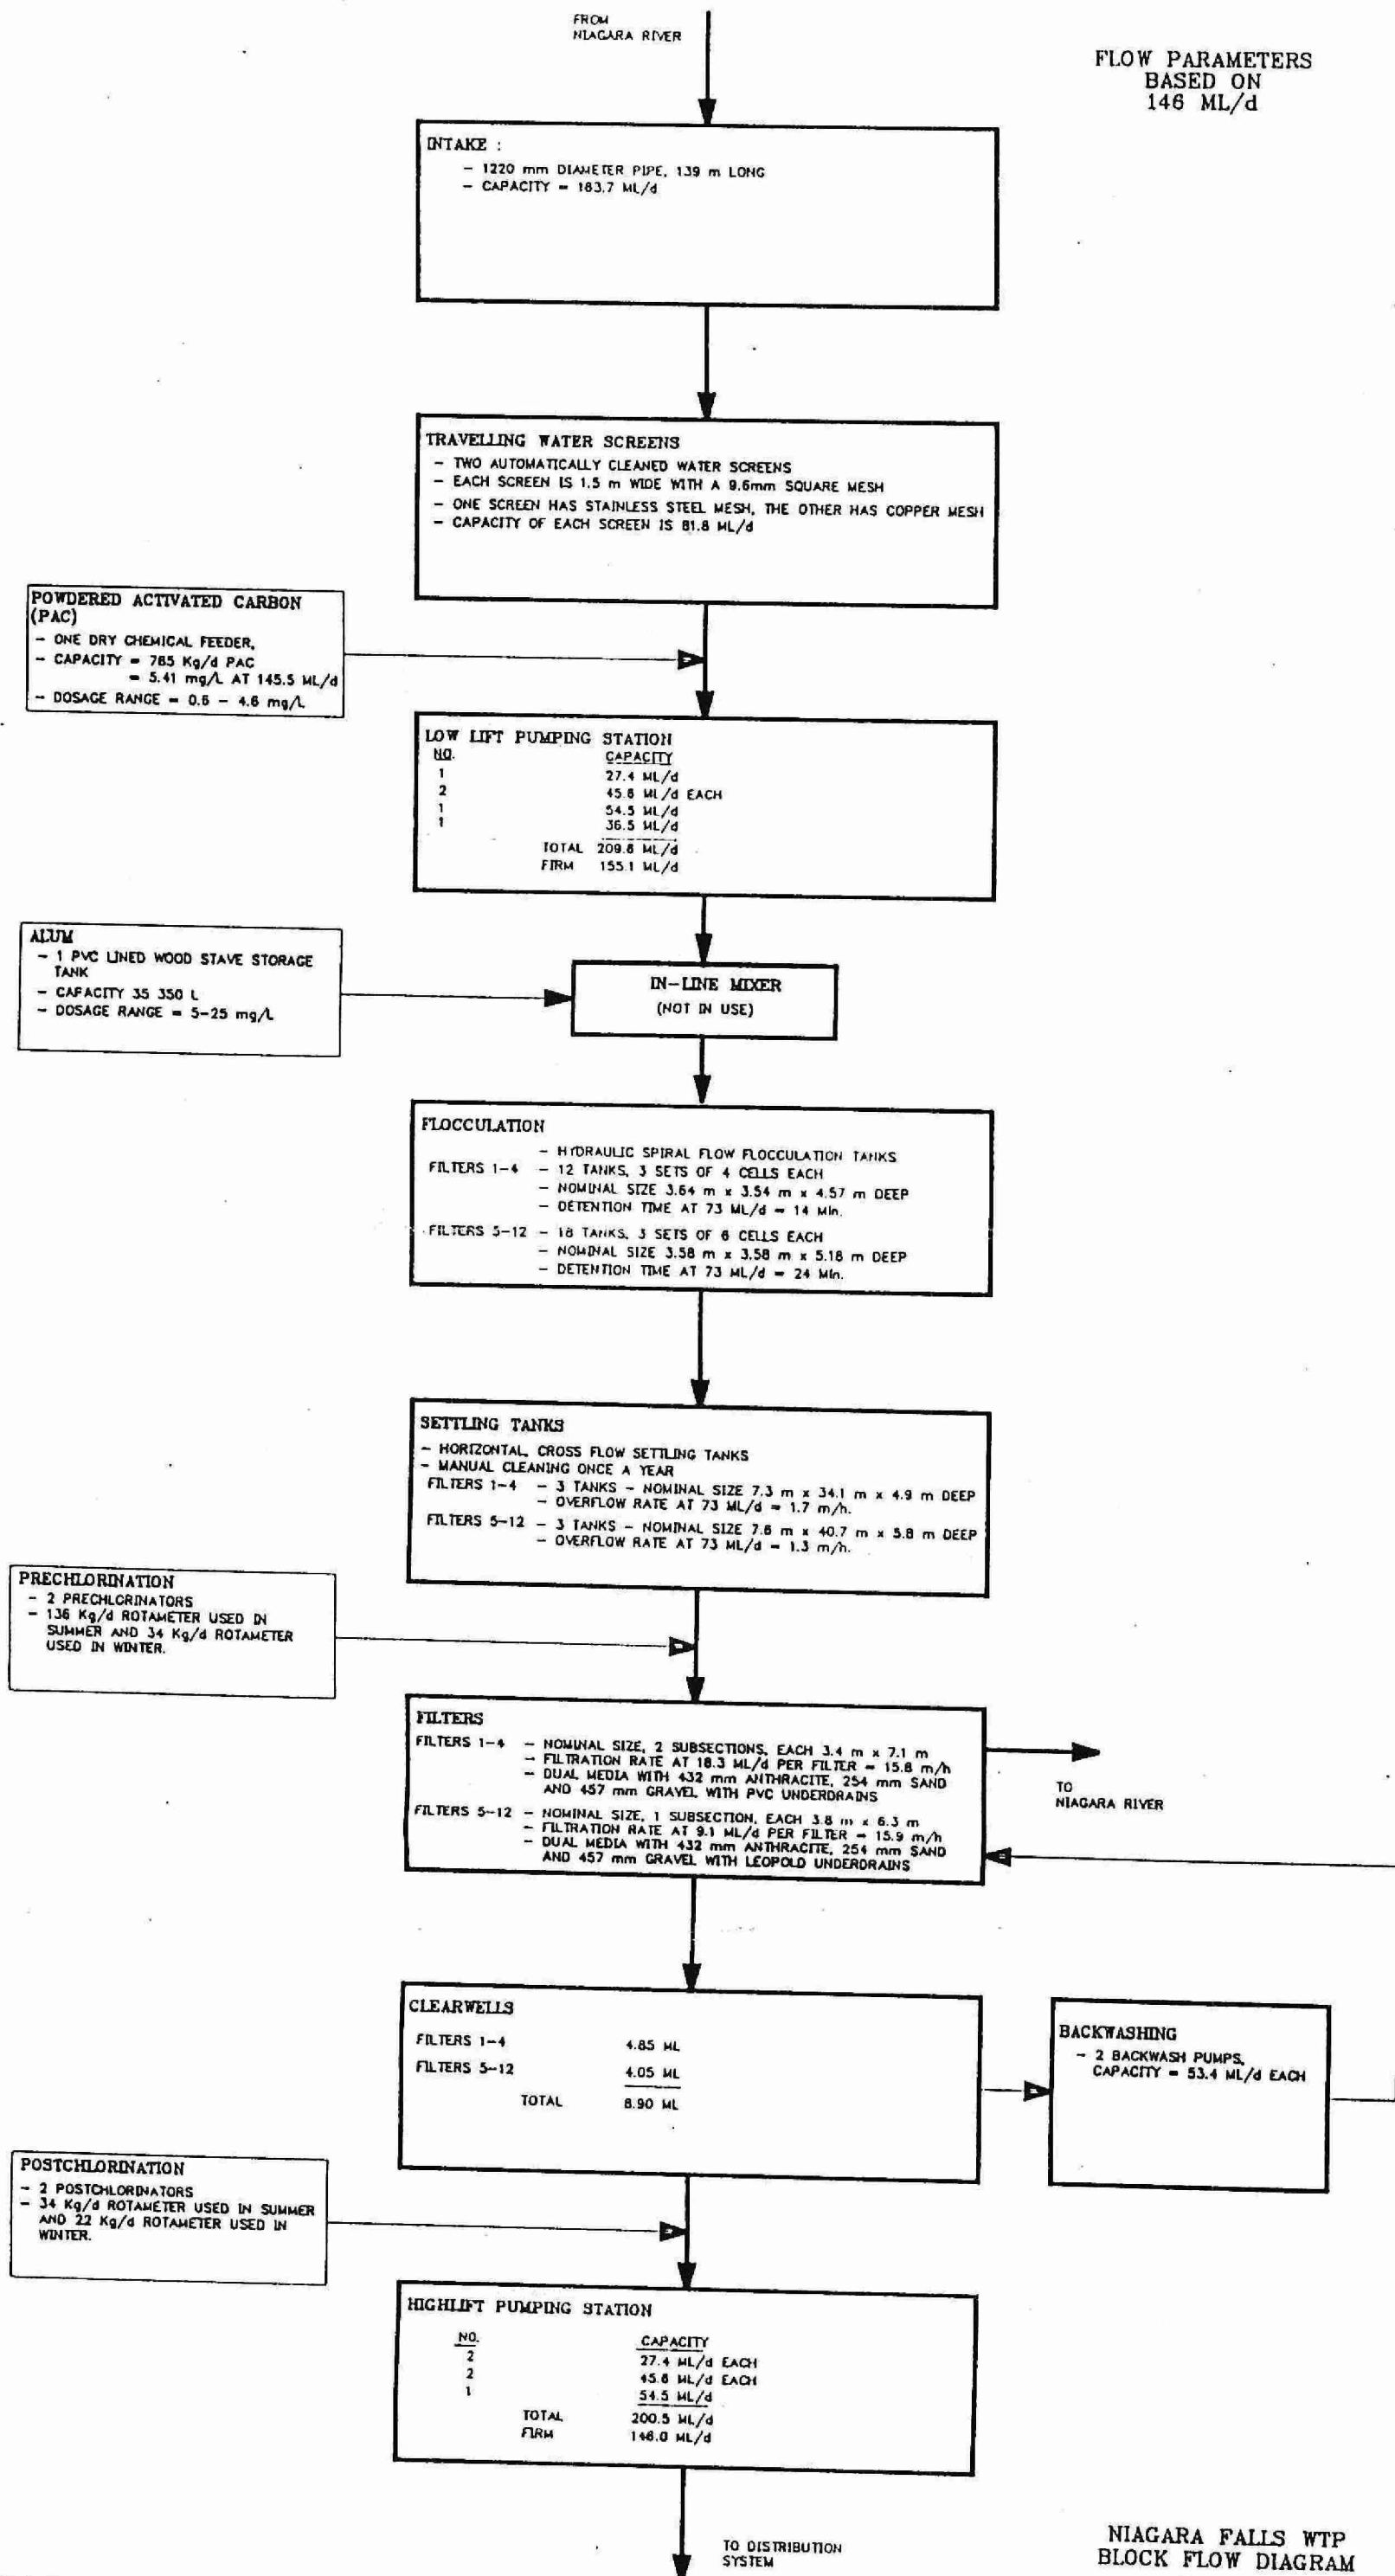 FROM
NIAGARA RIVER
FLOW PARAMETERS
BASED ON
146 ML/d
INTAKE :
- 1220 mm DIAMETER PIPE, 139 m LONG
- CAPACITY = 163.7 ML/d
TRAVELLING WATER SCREENS
- TWO AUTOMATICALLY CLEANED WATER SCREENS
- EACH SCREEN IS 1.5 m WIDE WITH A 9.6mm SQUARE MESH
- ONE SCREEN HAS STAINLESS STEEL MESH, THE OTHER HAS COPPER MESH
- CAPACITY OF EACH SCREEN IS 81.8 ML/d
POWDERED ACTIVATED CARBON
(PAC)
- ONE DRY CHEMICAL FEEDER,
- CAPACITY = 785 Kg/d PAC
= 5.41 mg/L AT 145.5 ML/d
- DOSAGE RANGE = 0.6 - 4.6 mg/L
LOW LIFT PUMPING STATION
NO. CAPACITY
1 27.4 ML/d
2 45.6 ML/d EACH
1 54.5 ML/d
1 36.5 ML/d
TOTAL 209.6 ML/d
FIRM 155.1 ML/d
ALUM
- 1 PVC LINED WOOD STAVE STORAGE
TANK
- CAPACITY 35 350 L
- DOSAGE RANGE = 5-25 mg/L
IN-LINE MIXER
(NOT IN USE)
FLOCCULATION
- HYDRAULIC SPIRAL FLOW FLOCCULATION TANKS
FILTERS 1-4 - 12 TANKS, 3 SETS OF 4 CELLS EACH
- NOMINAL SIZE 3.64 m x 3.54 m x 4.57 m DEEP
- DETENTION TIME AT 73 ML/d = 14 Min.
FILTERS 5-12 - 18 TANKS, 3 SETS OF 6 CELLS EACH
- NOMINAL SIZE 3.58 m x 3.58 m x 5.18 m DEEP
- DETENTION TIME AT 73 ML/d = 24 Min.
SETTLING TANKS
- HORIZONTAL, CROSS FLOW SETTLING TANKS
- MANUAL CLEANING ONCE A YEAR
FILTERS 1-4 - 3 TANKS - NOMINAL SIZE 7.3 m x 34.1 m x 4.9 m DEEP
- OVERFLOW RATE AT 73 ML/d = 1.7 m/h.
FILTERS 5-12 - 3 TANKS - NOMINAL SIZE 7.6 m x 40.7 m x 5.8 m DEEP
- OVERFLOW RATE AT 73 ML/d = 1.3 m/h.
PRECHLORINATION
- 2 PRECHLORINATORS
- 136 Kg/d ROTAMETER USED IN
SUMMER AND 34 Kg/d ROTAMETER
USED IN WINTER.
FILTERS
FILTERS 1-4 - NOMINAL SIZE, 2 SUBSECTIONS, EACH 3.4 m x 7.1 m
- FILTRATION RATE AT 18.3 ML/d PER FILTER = 15.8 m/h
- DUAL MEDIA WITH 432 mm ANTHRACITE, 254 mm SAND
AND 457 mm GRAVEL WITH PVC UNDERDRAINS
FILTERS 5-12 - NOMINAL SIZE, 1 SUBSECTION, EACH 3.8 m x 6.3 m
- FILTRATION RATE AT 9.1 ML/d PER FILTER = 15.9 m/h
- DUAL MEDIA WITH 432 mm ANTHRACITE, 254 mm SAND
AND 457 mm GRAVEL WITH LEOPOLD UNDERDRAINS
TO
NIAGARA RIVER
CLEARWELLS
FILTERS 1-4 4.85 ML
FILTERS 5-12 4.05 ML
TOTAL 8.90 ML
BACKWASHING
- 2 BACKWASH PUMPS,
CAPACITY = 53.4 ML/d EACH
POSTCHLORINATION
- 2 POSTCHLORINATORS
- 34 Kg/d ROTAMETER USED IN SUMMER
AND 22 Kg/d ROTAMETER USED IN
WINTER.
HIGHLIFT PUMPING STATION
NO. CAPACITY
2 27.4 ML/d EACH
2 45.6 ML/d EACH
1 54.5 ML/d
TOTAL 200.5 ML/d
FIRM 146.0 ML/d
TO DISTRIBUTION
SYSTEM
NIAGARA FALLS WTP
BLOCK FLOW DIAGRAM